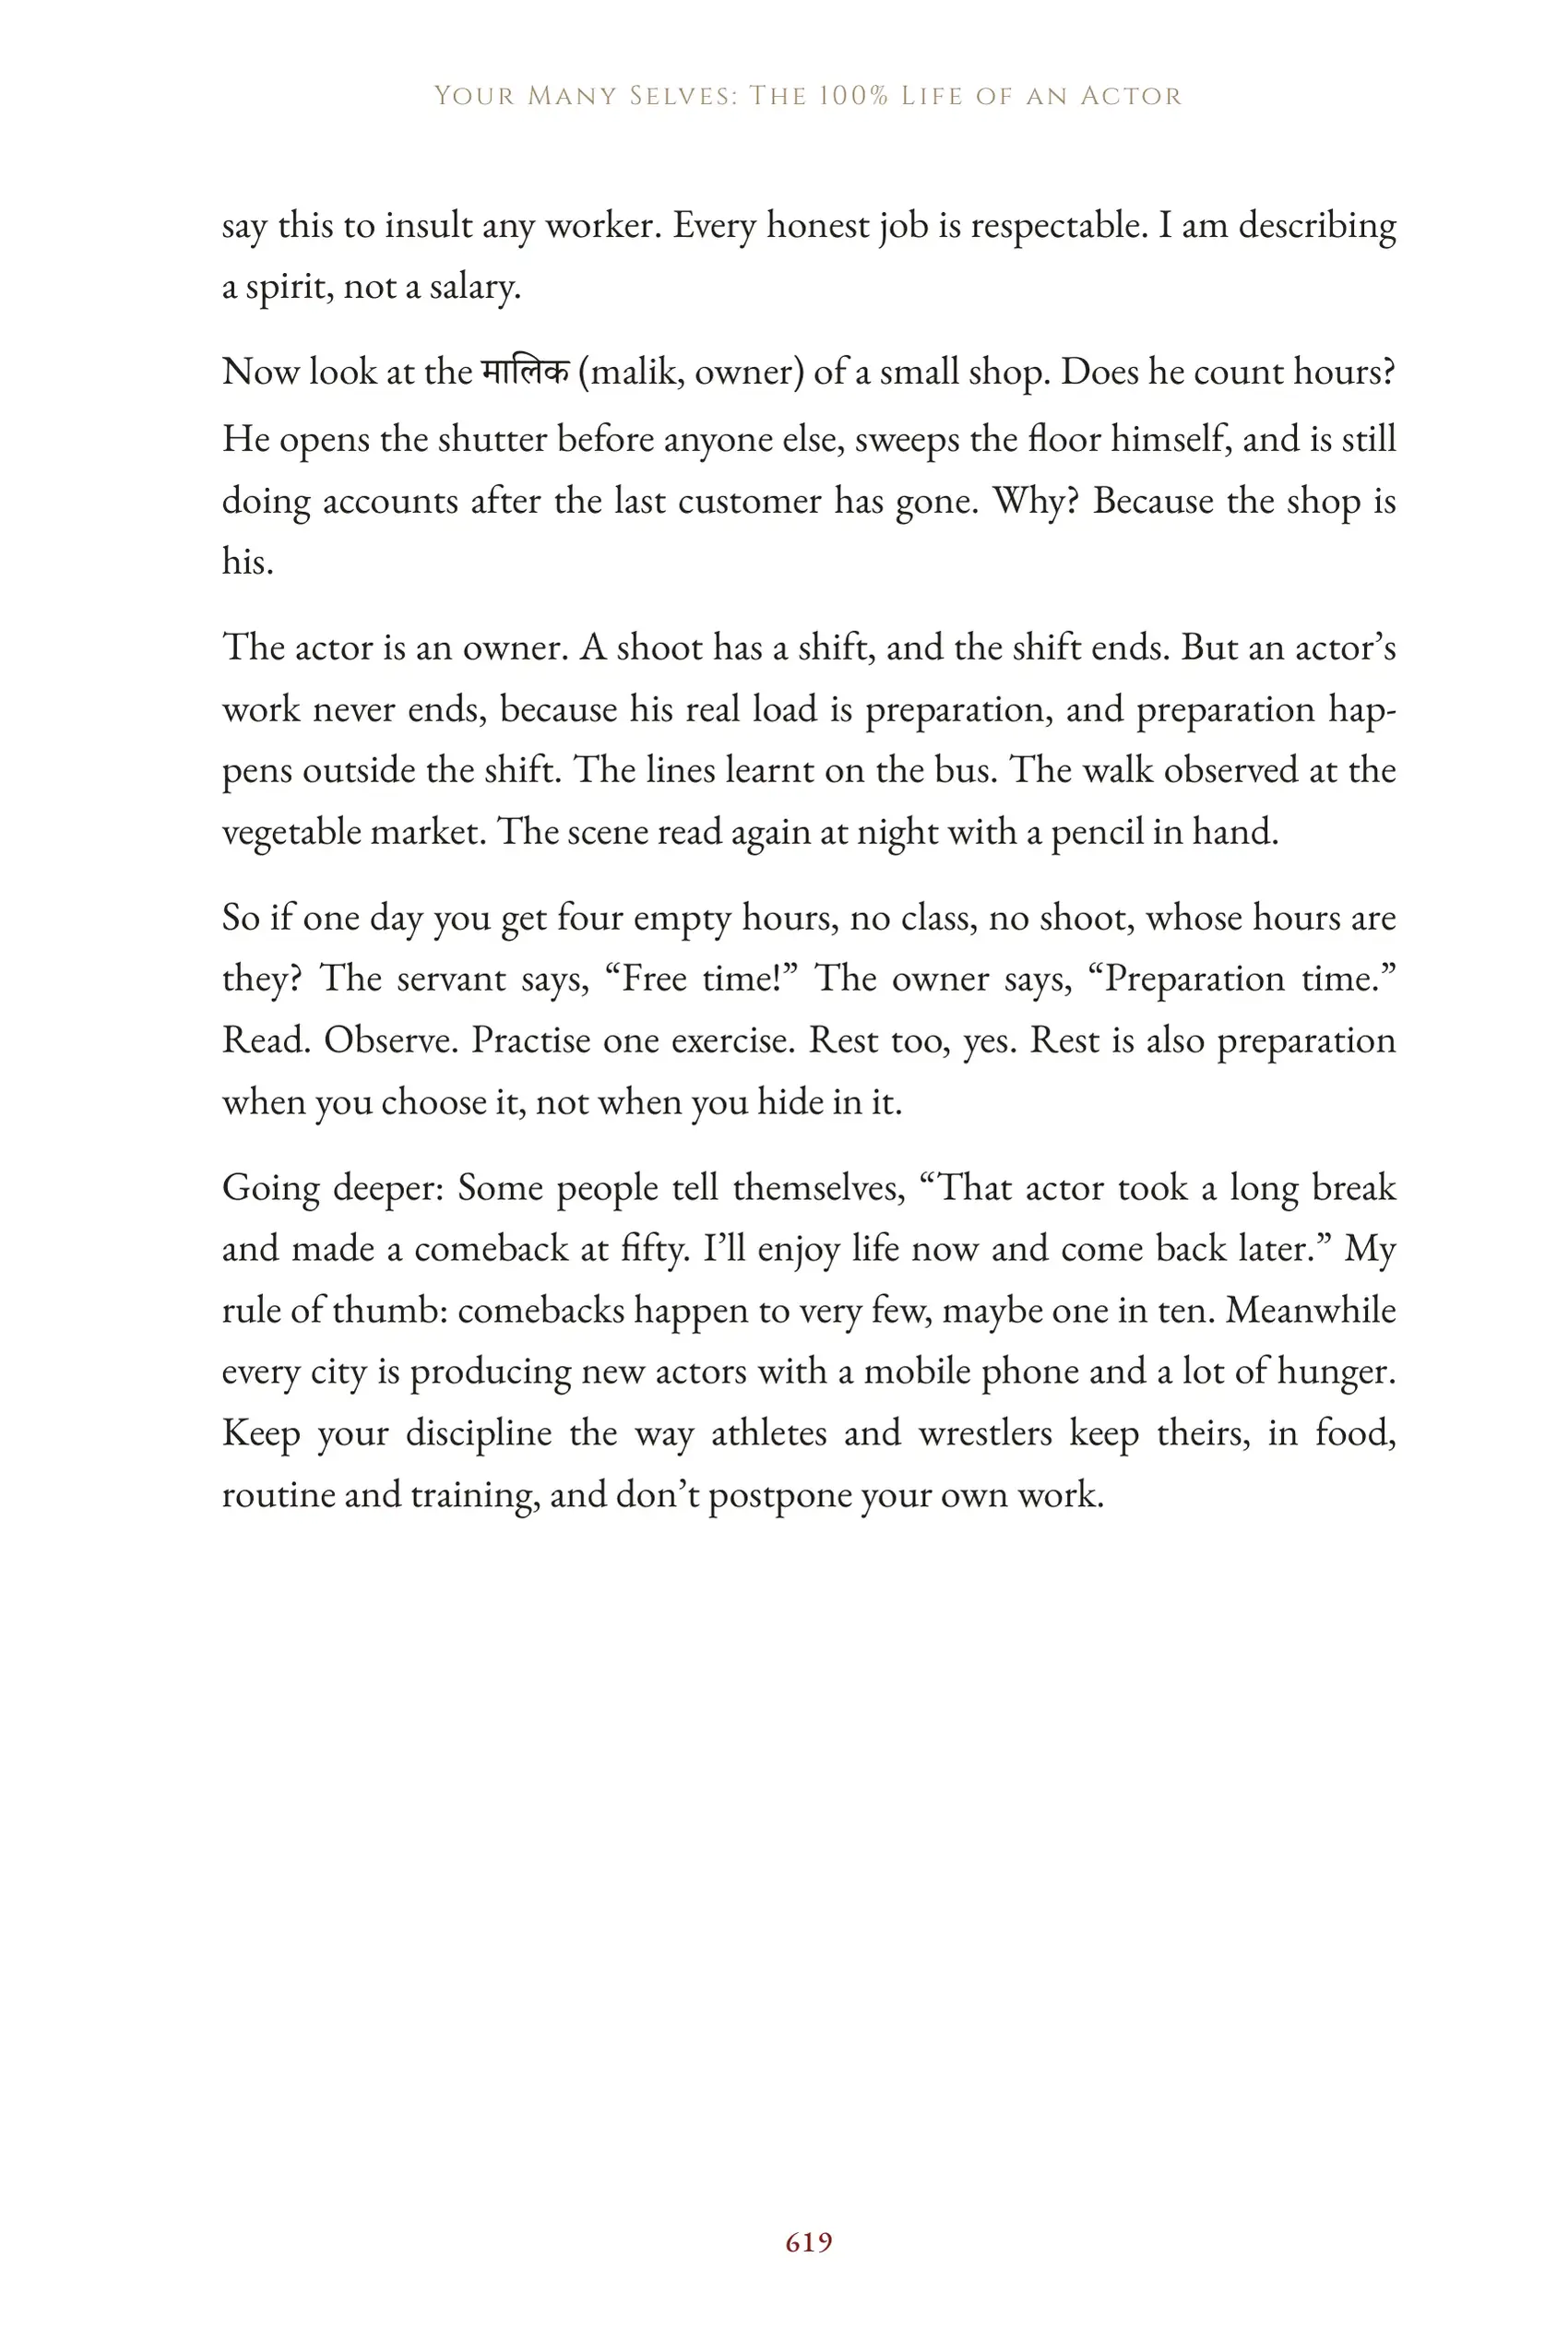 Your Many Selves: The 100% Life of an Actor
say this to insult any worker. Every honest job is respectable. I am describing
a spirit, not a salary.
Now look at the मालिक (malik, owner) of a small shop. Does he count hours?
He opens the shutter before anyone else, sweeps the floor himself, and is still
doing accounts after the last customer has gone. Why? Because the shop is
his.
The actor is an owner. A shoot has a shift, and the shift ends. But an actor’s
work never ends, because his real load is preparation, and preparation hap-
pens outside the shift. The lines learnt on the bus. The walk observed at the
vegetable market. The scene read again at night with a pencil in hand.
So if one day you get four empty hours, no class, no shoot, whose hours are
they? The servant says, “Free time!” The owner says, “Preparation time.”
Read. Observe. Practise one exercise. Rest too, yes. Rest is also preparation
when you choose it, not when you hide in it.
Going deeper: Some people tell themselves, “That actor took a long break
and made a comeback at fifty. I’ll enjoy life now and come back later.” My
rule of thumb: comebacks happen to very few, maybe one in ten. Meanwhile
every city is producing new actors with a mobile phone and a lot of hunger.
Keep your discipline the way athletes and wrestlers keep theirs, in food,
routine and training, and don’t postpone your own work.
619